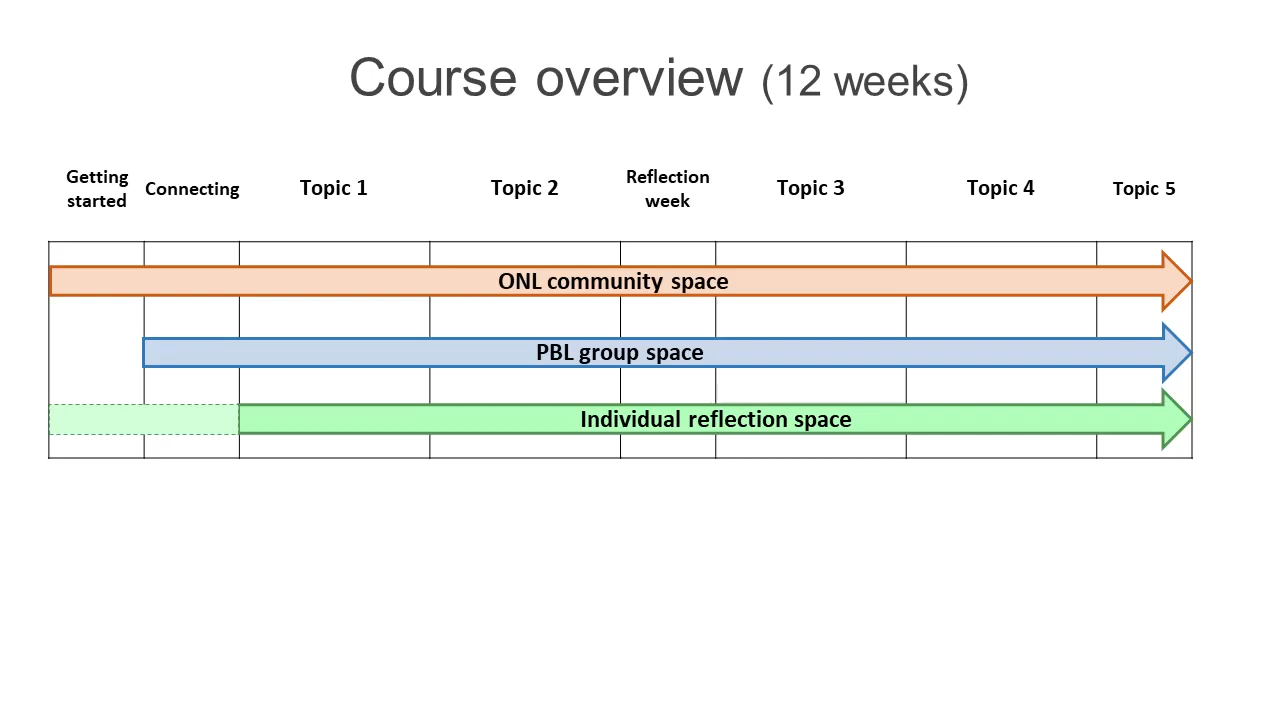 Course overview (12 weeks)
Getting
started
Connecting
Topic 1
Topic 2
Reflection
week
Topic 3
Topic 4
Topic 5
ONL community space
PBL group space
Individual reflection space